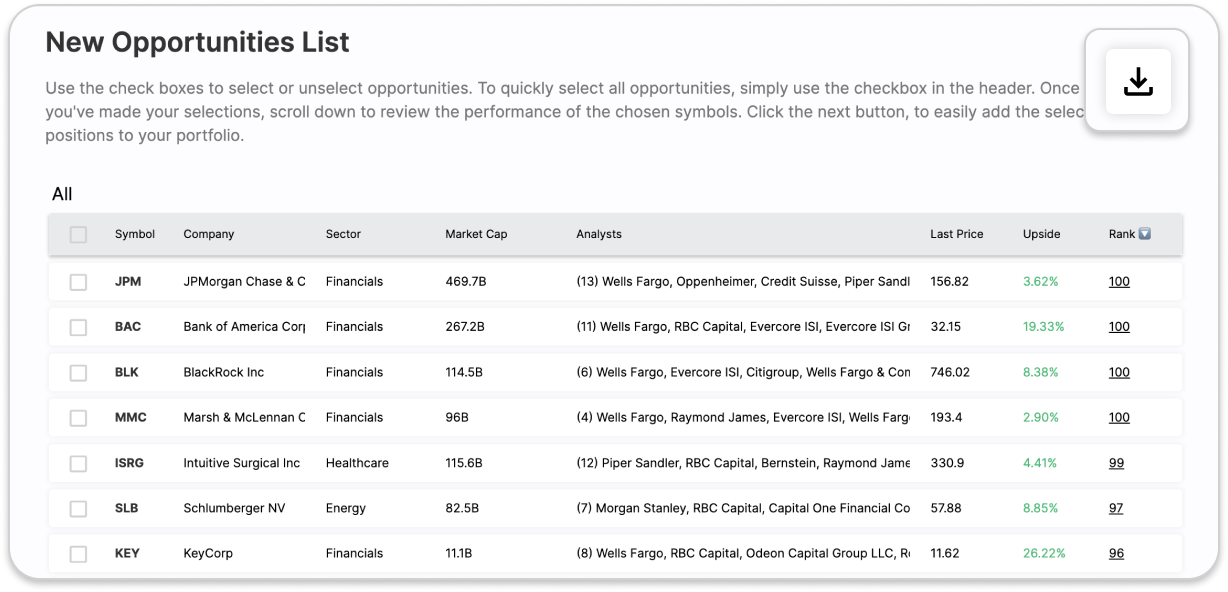 New Opportunities List
Use the check boxes to select or unselect opportunities. To quickly select all opportunities, simply use the checkbox in the header. Once
you've made your selections, scroll down to review the performance of the chosen symbols. Click the next button, to easily add the selec
positions to your portfolio.
All
Symbol Company Sector Market Cap Analysts Last Price Upside Rank
JPM JPMorgan Chase & C Financials 469.7B (13) Wells Fargo, Oppenheimer, Credit Suisse, Piper Sandl 156.82 3.62% 100
BAC Bank of America Corp Financials 267.2B (11) Wells Fargo, RBC Capital, Evercore ISI, Evercore ISI Gr 32.15 19.33% 100
BLK BlackRock Inc Financials 114.5B (6) Wells Fargo, Evercore ISI, Citigroup, Wells Fargo & Com 746.02 8.38% 100
MMC Marsh & McLennan C Financials 96B (4) Wells Fargo, Raymond James, Evercore ISI, Wells Farg 193.4 2.90% 100
ISRG Intuitive Surgical Inc Healthcare 115.6B (12) Piper Sandler, RBC Capital, Bernstein, Raymond Jame 330.9 4.41% 99
SLB Schlumberger NV Energy 82.5B (7) Morgan Stanley, RBC Capital, Capital One Financial Co 57.88 8.85% 97
KEY KeyCorp Financials 11.1B (8) Wells Fargo, RBC Capital, Odeon Capital Group LLC, 11.62 26.22% 96